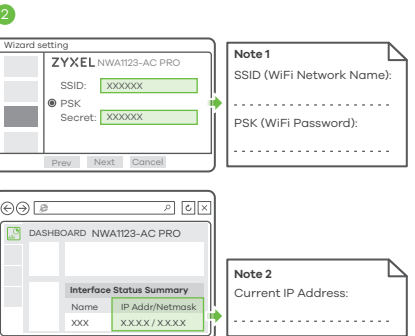 2
Wizard setting
ZYXEL NWA1123-AC PRO
SSID: XXXXXX
PSK
Secret: XXXXXX
Prev Next Cancel
Note 1
SSID (WiFi Network Name):
PSK (WiFi Password):
DASHBOARD NWA1123-AC PRO
Interface Status Summary
Name IP Addr/Netmask
XXX X.X.X.X / X.X.X.X
Note 2
Current IP Address: